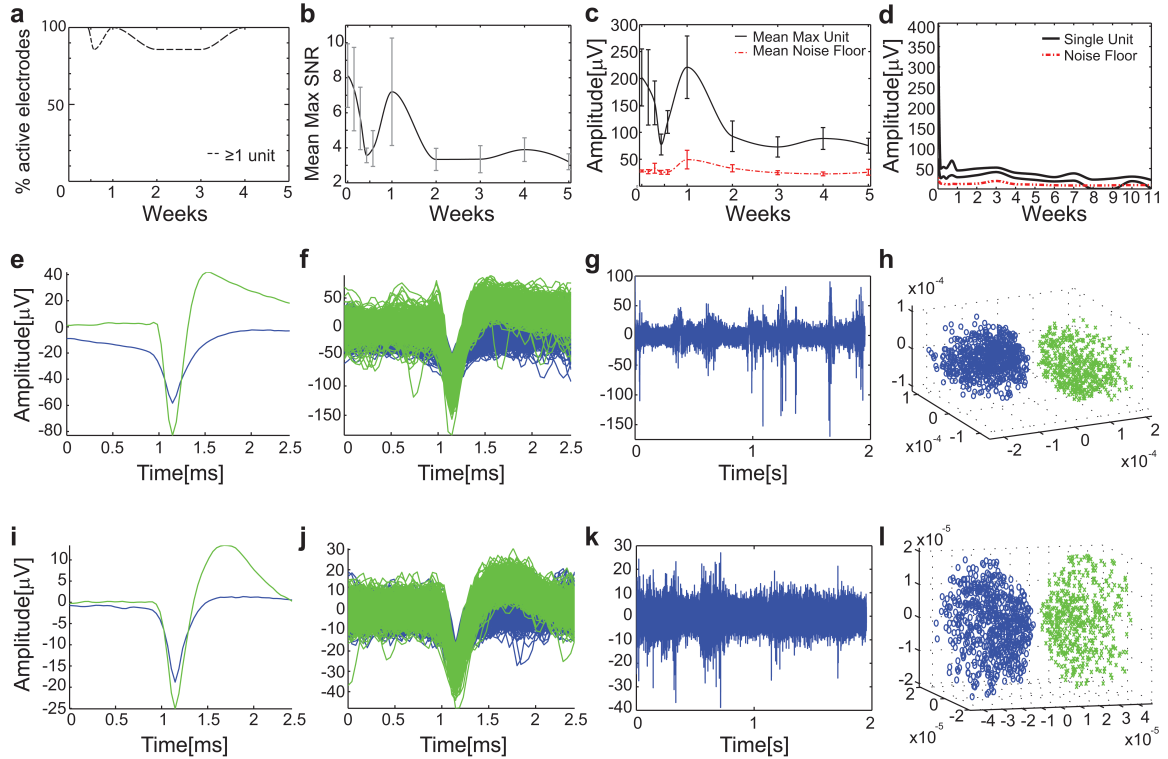 a
% active electrodes
100
50
0
≥1 unit
0 1 2 3 4 5
Weeks
b
Mean Max SNR
10
8
6
4
2
0 1 2 3 4 5
Weeks
c
Amplitude[μV]
300
250
200
150
100
50
0
Mean Max Unit
Mean Noise Floor
0 1 2 3 4 5
Weeks
d
Amplitude[μV]
400
350
300
250
200
150
100
50
0
Single Unit
Noise Floor
0 1 2 3 4 5 6 7 8 9 10 11
Weeks
e
Amplitude[μV]
40
20
0
-20
-40
-60
-80
0 0.5 1 1.5 2 2.5
Time[ms]
f
50
0
-50
-100
-150
0 0.5 1 1.5 2 2.5
Time[ms]
g
100
50
0
-50
-100
-150
0 1 2
Time[s]
h
x10⁻⁴
1
0
-1
1
0
-1
x10⁻⁴
-2 -1 0 1 2
x10⁻⁴
i
Amplitude[μV]
10
5
0
-5
-10
-15
-20
-25
0 0.5 1 1.5 2 2.5
Time[ms]
j
30
20
10
0
-10
-20
-30
-40
0 0.5 1 1.5 2 2.5
Time[ms]
k
30
20
10
0
-10
-20
-30
-40
0 1 2
Time[s]
l
x10⁻⁵
2
1
0
-1
-2
2
0
-2
x10⁻⁵
-4 -3 -2 -1 0 1 2 3 4
x10⁻⁵